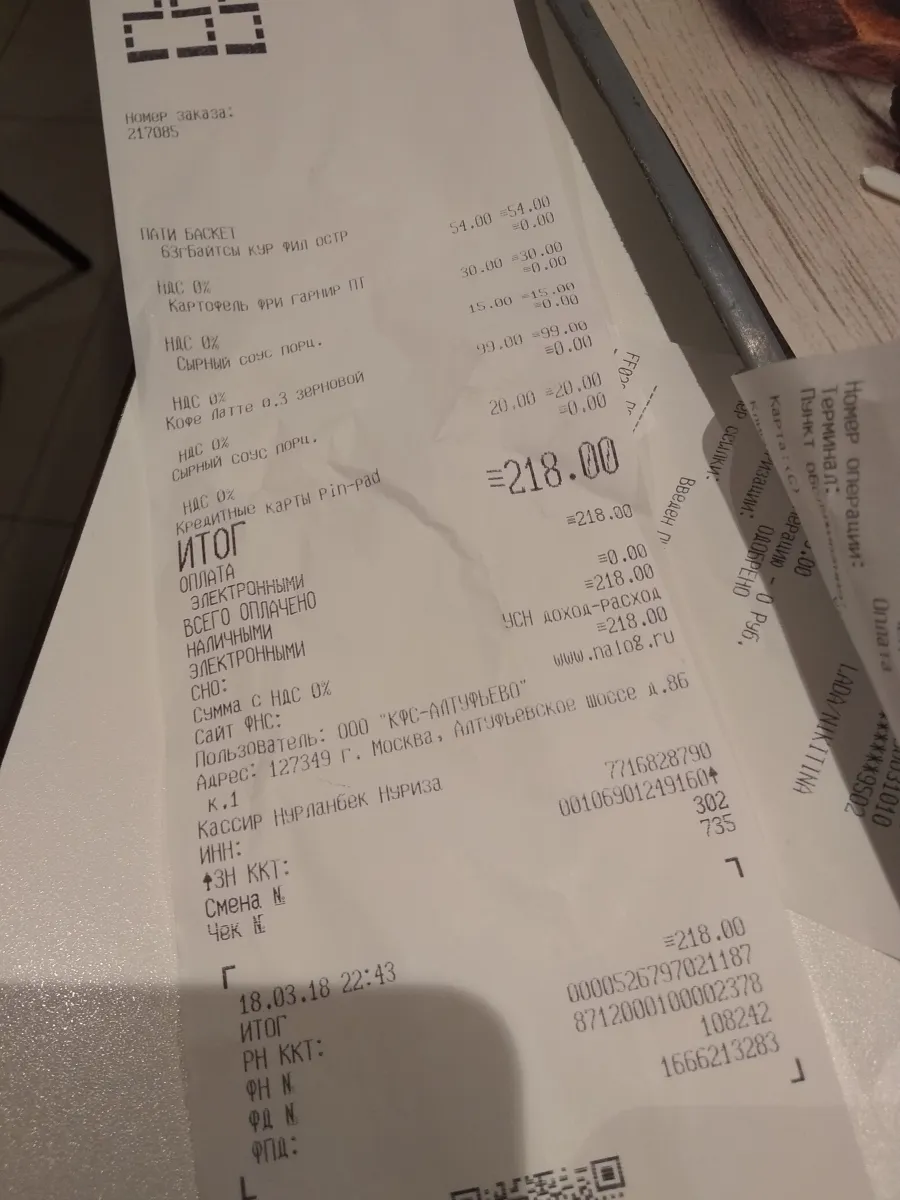 Номер заказа:
217085
ПАТИ БАСКЕТ
63гБайтсы КУР ФИЛ ОСТР 54.00 ≡54.00
НДС 0% ≡0.00
Картофель ФРИ ГАРНИР ПТ 30.00 ≡30.00
НДС 0% ≡0.00
Сырный соус порц. 15.00 ≡15.00
НДС 0% ≡0.00
Кофе Латте 0.3 ЗЕРНОВОЙ 99.00 ≡99.00
НДС 0% ≡0.00
Сырный соус порц. 20.00 ≡20.00
НДС 0% ≡0.00
Кредитные карты Pin-pad
ИТОГ ≡218.00
ОПЛАТА
ЭЛЕКТРОННЫМИ ≡218.00
ВСЕГО ОПЛАЧЕНО
НАЛИЧНЫМИ ≡0.00
ЭЛЕКТРОННЫМИ ≡218.00
СНО: УСН ДОХОД-РАСХОД
Сумма с НДС 0% ≡218.00
Сайт ФНС: www.nalog.ru
Пользователь: ООО "КФС-АЛТУФЬЕВО"
Адрес: 127349 г. Москва, Алтуфьевское шоссе д.86
к.1
Кассир Нурланбек Нуриза
ИНН: 7716828790
ЗН ККТ: 00106901249160
Смена № 302
Чек № 735
18.03.18 22:43
ИТОГ ≡218.00
РН ККТ: 0000526797021187
ФН № 8712000100002378
ФД № 108242
ФПД: 1666213283
Номер операции:
Терминал:
Пункт
Оплата
Карта:(C)
ОДОБРЕНО
0 Руб.
Введен
LADA NIKITINA